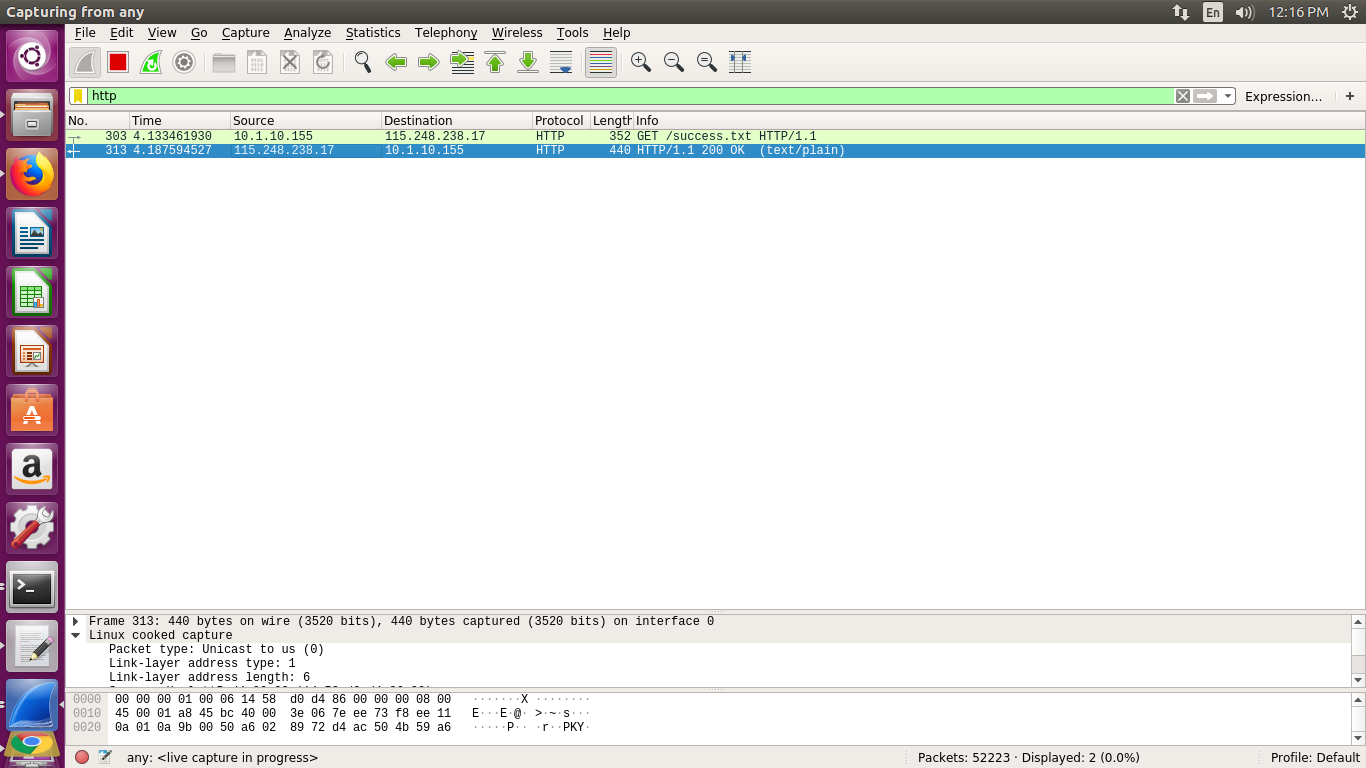 Capturing from any
En
12:16 PM
File Edit View Go Capture Analyze Statistics Telephony Wireless Tools Help
http
Expression…
+
No. Time Source Destination Protocol Length Info
303 4.133461930 10.1.10.155 115.248.238.17 HTTP 352 GET /success.txt HTTP/1.1
313 4.187594527 115.248.238.17 10.1.10.155 HTTP 440 HTTP/1.1 200 OK (text/plain)
Frame 313: 440 bytes on wire (3520 bits), 440 bytes captured (3520 bits) on interface 0
Linux cooked capture
Packet type: Unicast to us (0)
Link-layer address type: 1
Link-layer address length: 6
0000 00 00 00 01 00 06 14 58 d0 d4 86 00 00 00 08 00 ·······X ········
0010 45 00 01 a8 45 bc 40 00 3e 06 7e ee 73 f8 ee 11 E···E·@· >·~·s···
0020 0a 01 0a 9b 00 50 a6 02 89 72 d4 ac 50 4b 59 a6 ·····P·· ·r··PKY·
any: <live capture in progress>
Packets: 52223 · Displayed: 2 (0.0%)
Profile: Default